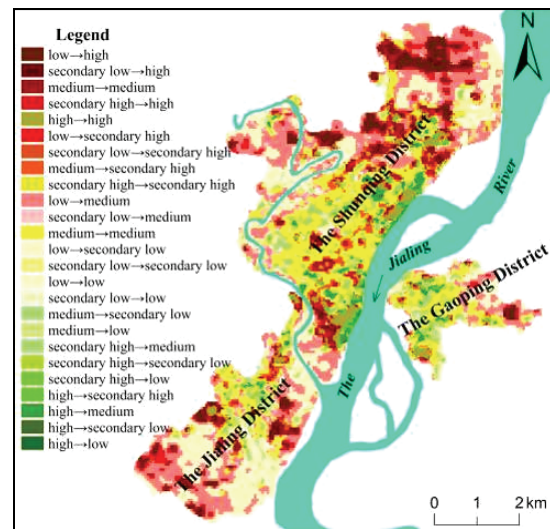 Legend
low→high
secondary low→high
medium→medium
secondary high→high
high→high
low→secondary high
secondary low→secondary high
medium→secondary high
secondary high→secondary high
low→medium
secondary low→medium
medium→medium
low→secondary low
secondary low→secondary low
low→low
secondary low→low
medium→secondary low
medium→low
secondary high→medium
secondary high→secondary low
secondary high→low
high→secondary high
high→medium
high→secondary low
high→low
N
The Shunqing District
The Jialing River
The Gaoping District
The Jialing District
0 1 2 km